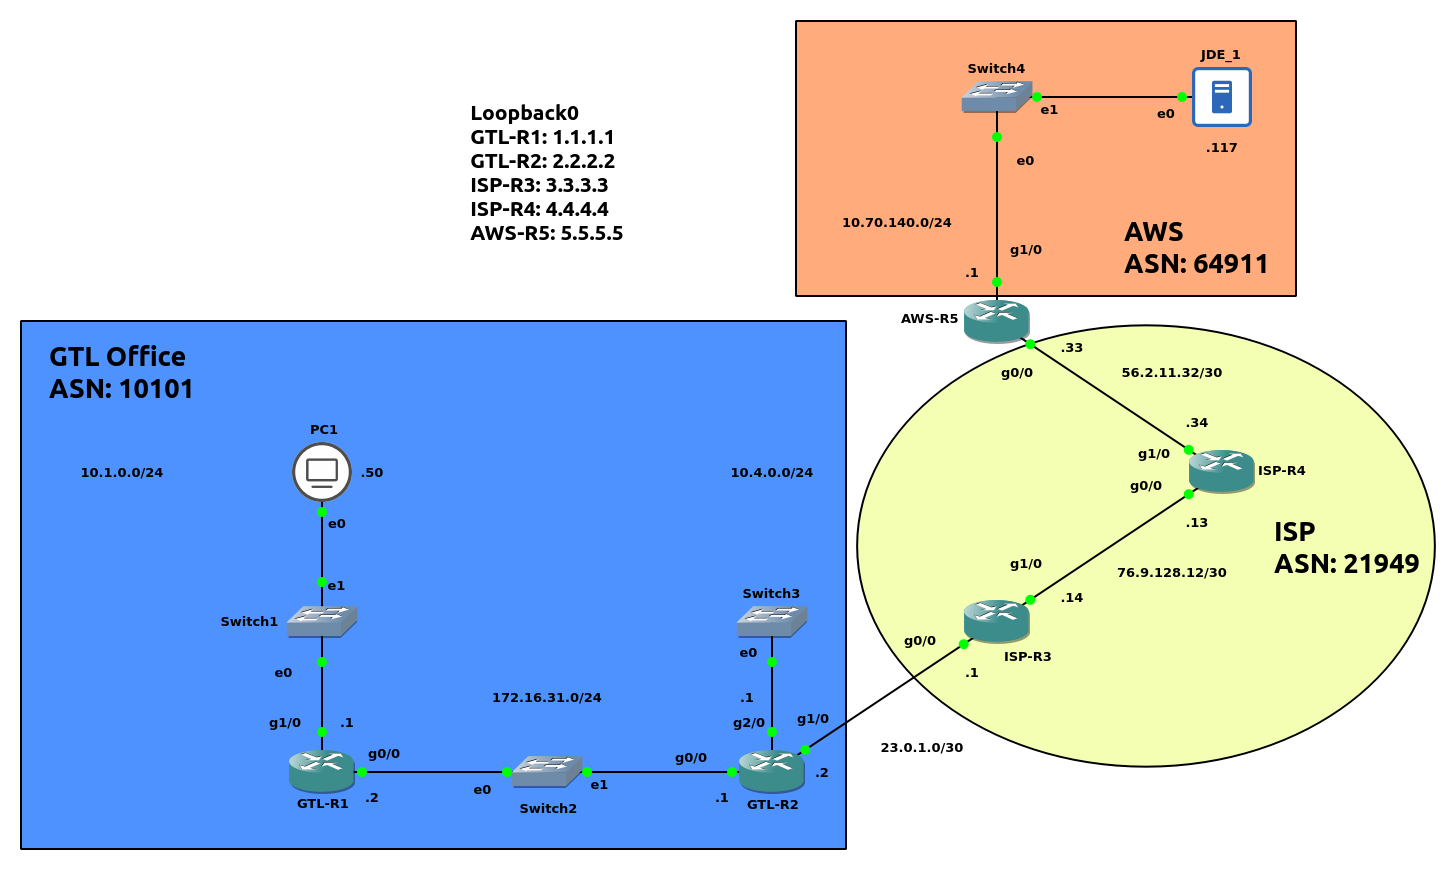 JDE_1
Switch4
e1
e0
.117
e0
Loopback0
GTL-R1: 1.1.1.1
GTL-R2: 2.2.2.2
ISP-R3: 3.3.3.3
ISP-R4: 4.4.4.4
AWS-R5: 5.5.5.5
10.70.140.0/24
AWS
ASN: 64911
g1/0
.1
AWS-R5
.33
g0/0
56.2.11.32/30
.34
g1/0
ISP-R4
g0/0
.13
ISP
ASN: 21949
g1/0
76.9.128.12/30
.14
g0/0
ISP-R3
.1
23.0.1.0/30
GTL Office
ASN: 10101
PC1
10.1.0.0/24
.50
10.4.0.0/24
e0
e1
Switch1
Switch3
e0
e0
172.16.31.0/24
.1
g1/0
.1
g2/0
g1/0
g0/0
g0/0
.2
GTL-R1
.2
e0
e1
Switch2
.1
GTL-R2